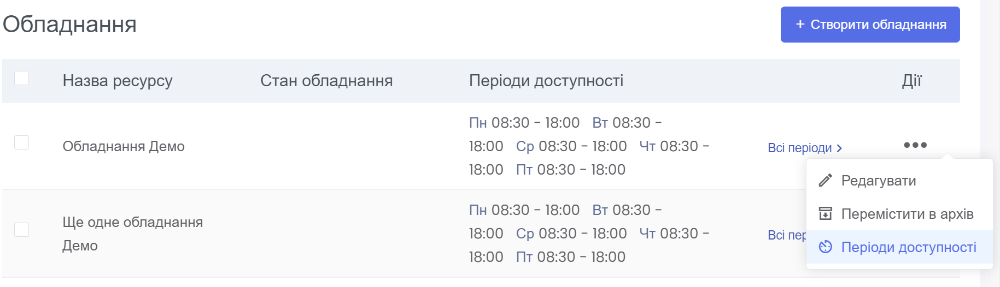 Обладнання
+ Створити обладнання
Назва ресурсу Стан обладнання Періоди доступності Дії
Пн 08:30 - 18:00 Вт 08:30 -
Обладнання Демо 18:00 Ср 08:30 - 18:00 Чт 08:30 - Всі періоди >
18:00 Пт 08:30 - 18:00
Редагувати
Перемістити в архів
Періоди доступності
Пн 08:30 - 18:00 Вт 08:30 -
Ще одне обладнання
Демо
18:00 Ср 08:30 - 18:00 Чт 08:30 - Всі пер
18:00 Пт 08:30 - 18:00